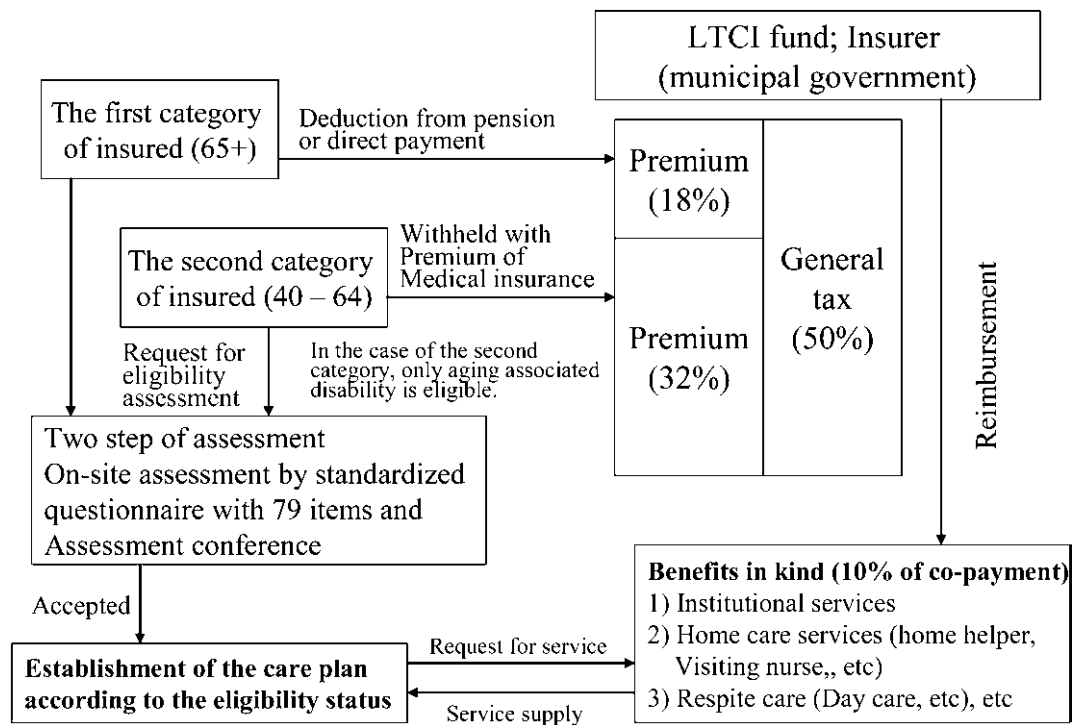 LTCI fund; Insurer
(municipal government)
The first category
of insured (65+)
Deduction from pension
or direct payment
Premium
(18%)
General
tax
(50%)
The second category
of insured (40 – 64)
Withheld with
Premium of
Medical insurance
Premium
(32%)
Reimbursement
Request for
eligibility
assessment
In the case of the second
category, only aging associated
disability is eligible.
Two step of assessment
On-site assessment by standardized
questionnaire with 79 items and
Assessment conference
Accepted
Establishment of the care plan
according to the eligibility status
Request for service
Service supply
Benefits in kind (10% of co-payment)
1) Institutional services
2) Home care services (home helper,
Visiting nurse,, etc)
3) Respite care (Day care, etc), etc